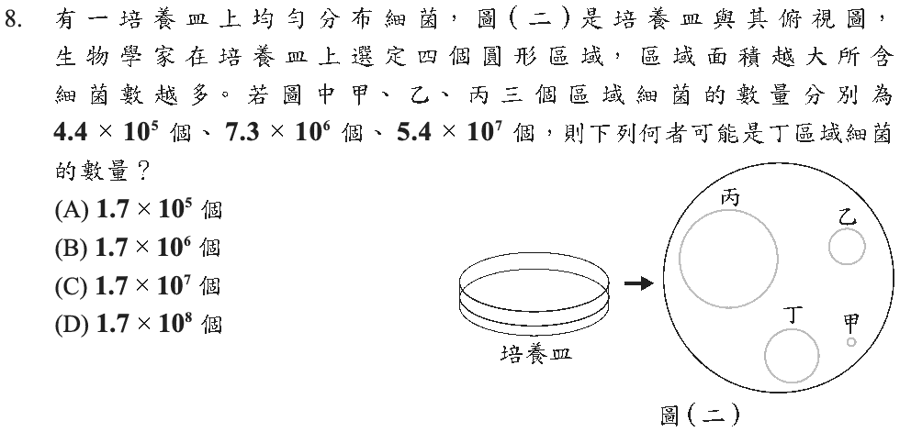 8. 有一培養皿上均勻分布細菌，圖(二)是培養皿與其俯視圖，
生物學家在培養皿上選定四個圓形區域，區域面積越大所含
細菌數越多。若圖中甲、乙、丙三個區域細菌的數量分別為
4.4 × 10⁵ 個、7.3 × 10⁶ 個、5.4 × 10⁷ 個，則下列何者可能是丁區域細菌
的數量？
(A) 1.7 × 10⁵ 個
(B) 1.7 × 10⁶ 個
(C) 1.7 × 10⁷ 個
(D) 1.7 × 10⁸ 個
丙
乙
丁
甲
培養皿
圖(二)